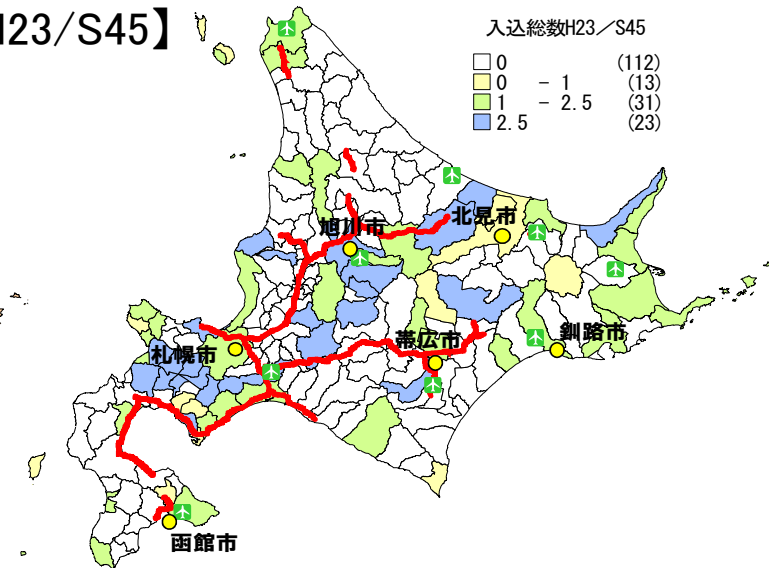 H23/S45】
入込総数H23／S45
0 (112)
0 - 1 (13)
1 - 2.5 (31)
2.5 (23)
旭川市
北見市
札幌市
帯広市
釧路市
函館市